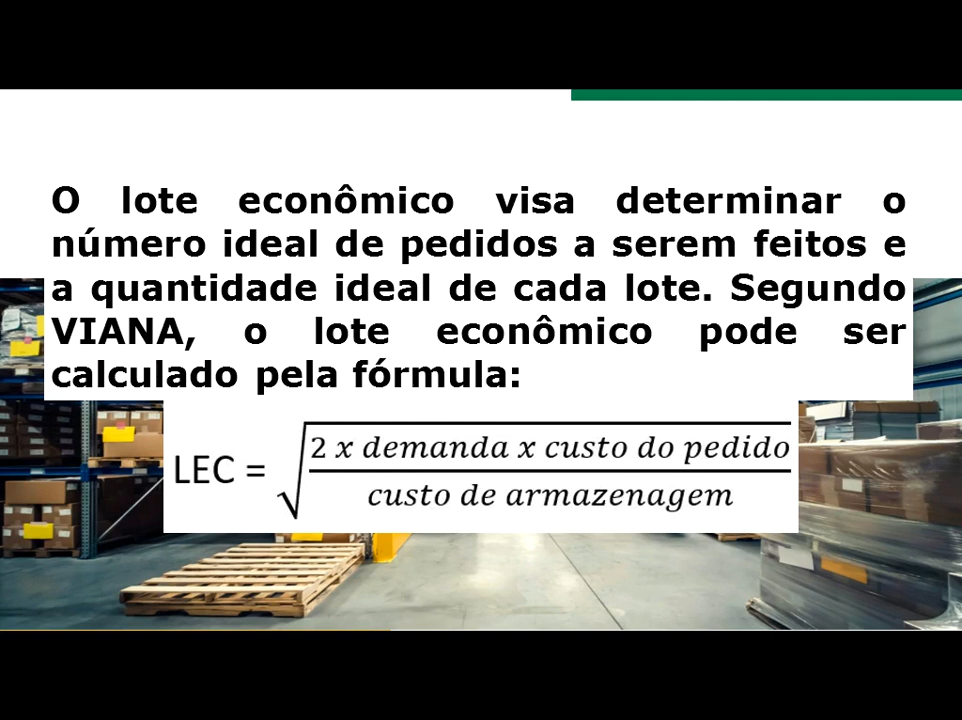 O lote econômico visa determinar o
número ideal de pedidos a serem feitos e
a quantidade ideal de cada lote. Segundo
VIANA, o lote econômico pode ser
calculado pela fórmula:
LEC = √(2 x demanda x custo do pedido / custo de armazenagem)